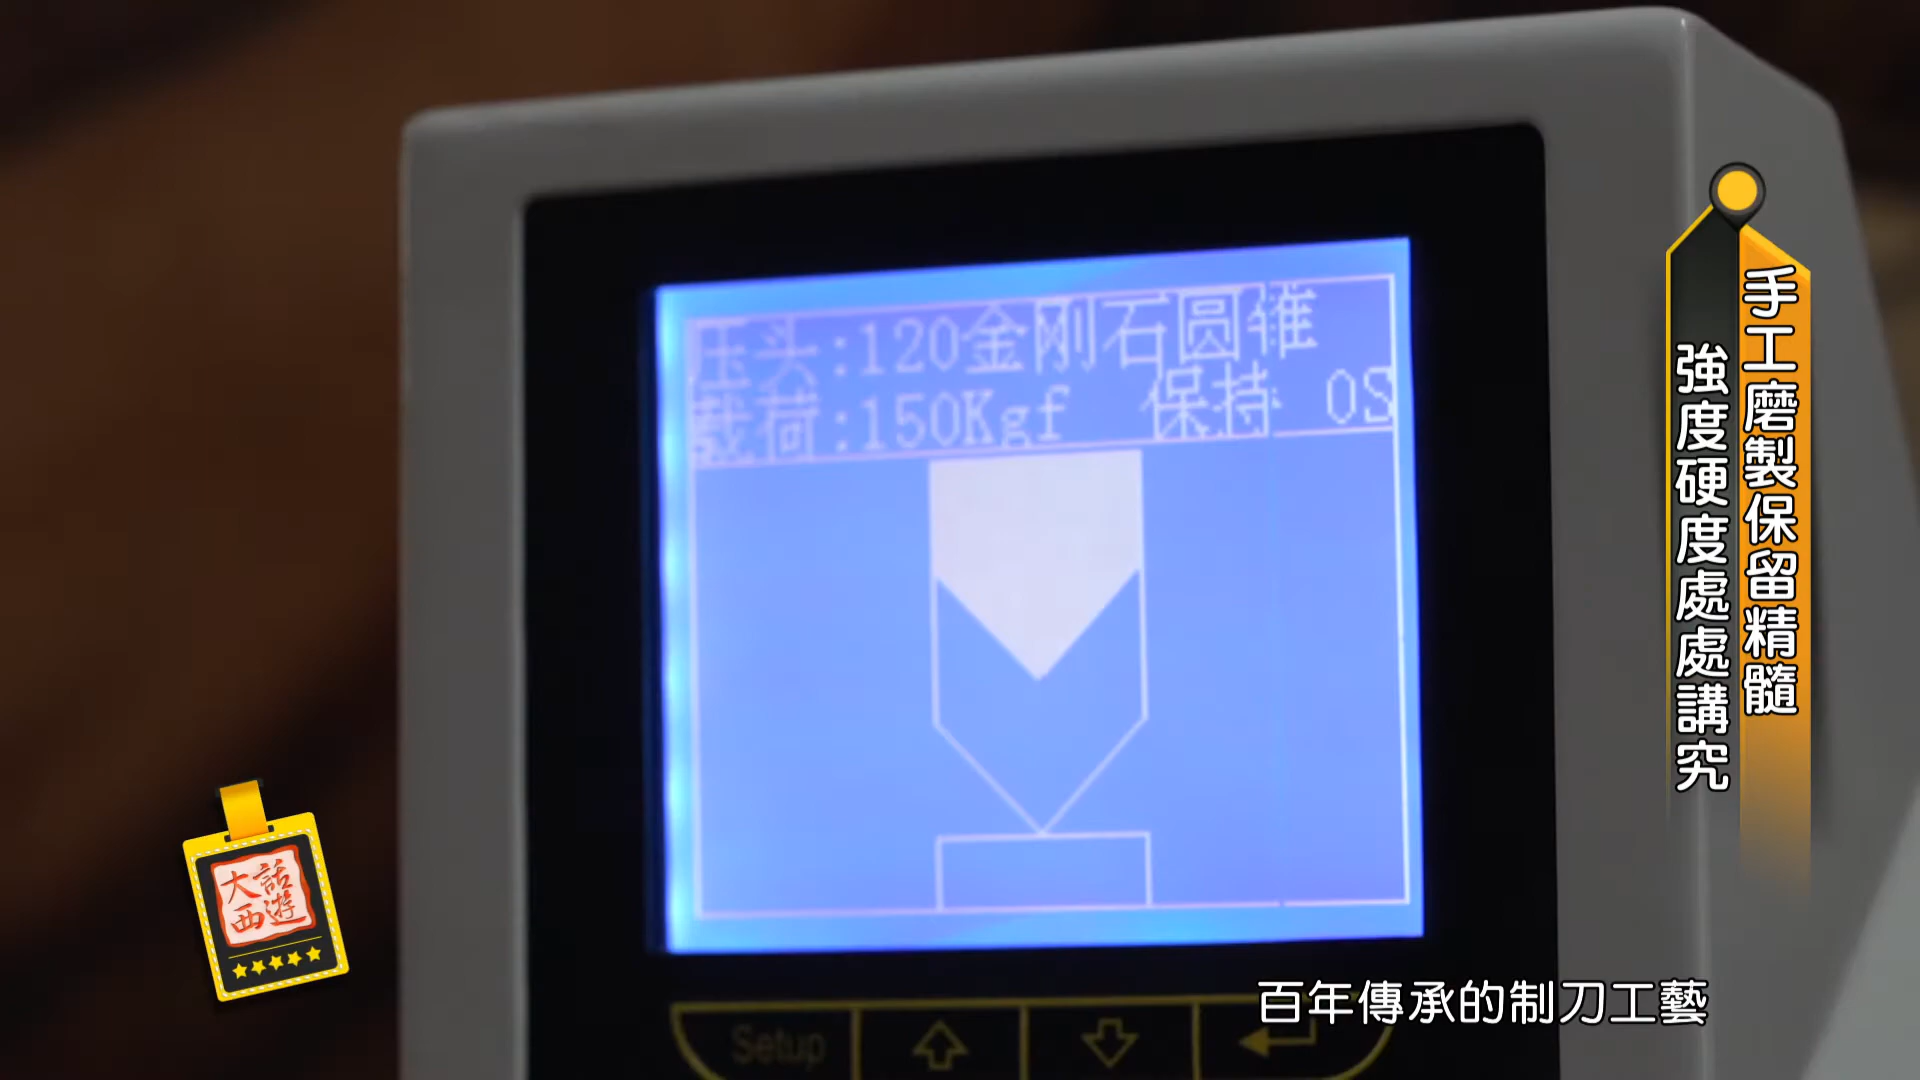 压头:120金刚石圆锥
载荷:150Kgf 保持 0S
手工磨製保留精髓
強度硬度處處講究
大話
西遊
百年傳承的制刀工藝
Setup